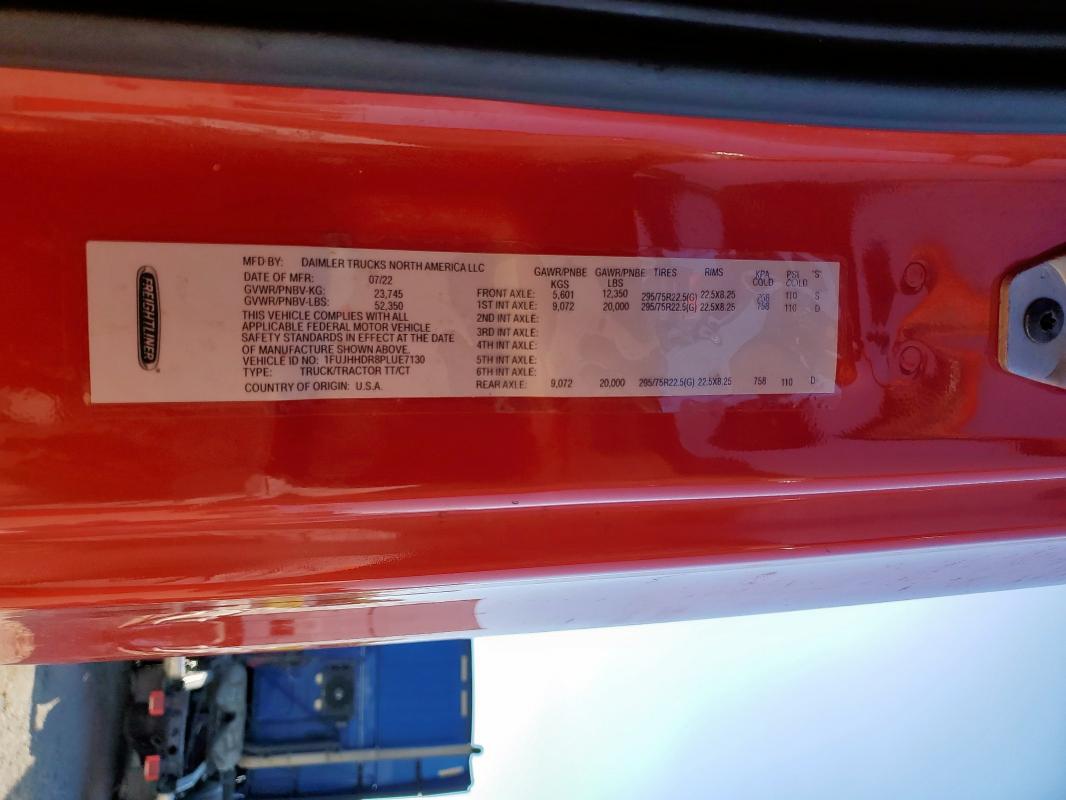 FREIGHTLINER
MFD BY: DAIMLER TRUCKS NORTH AMERICA LLC
DATE OF MFR: 07/22
GVWR/PNBV-KG: 23,745
GVWR/PNBV-LBS: 52,350
THIS VEHICLE COMPLIES WITH ALL
APPLICABLE FEDERAL MOTOR VEHICLE
SAFETY STANDARDS IN EFFECT AT THE DATE
OF MANUFACTURE SHOWN ABOVE.
VEHICLE ID NO.: 1FUJHHDR8PLUE7130
TYPE: TRUCK/TRACTOR TT/CT
COUNTRY OF ORIGIN: U.S.A.
GAWR/PNBE GAWR/PNBE TIRES RIMS KPA PSI "S"
KGS LBS COLD COLD
FRONT AXLE: 5,601 12,350 295/75R22.5(G) 22.5X8.25 758 110 S
1ST INT AXLE: 9,072 20,000 295/75R22.5(G) 22.5X8.25 758 110 D
2ND INT AXLE:
3RD INT AXLE:
4TH INT AXLE:
5TH INT AXLE:
6TH INT AXLE:
REAR AXLE: 9,072 20,000 295/75R22.5(G) 22.5X8.25 758 110 D